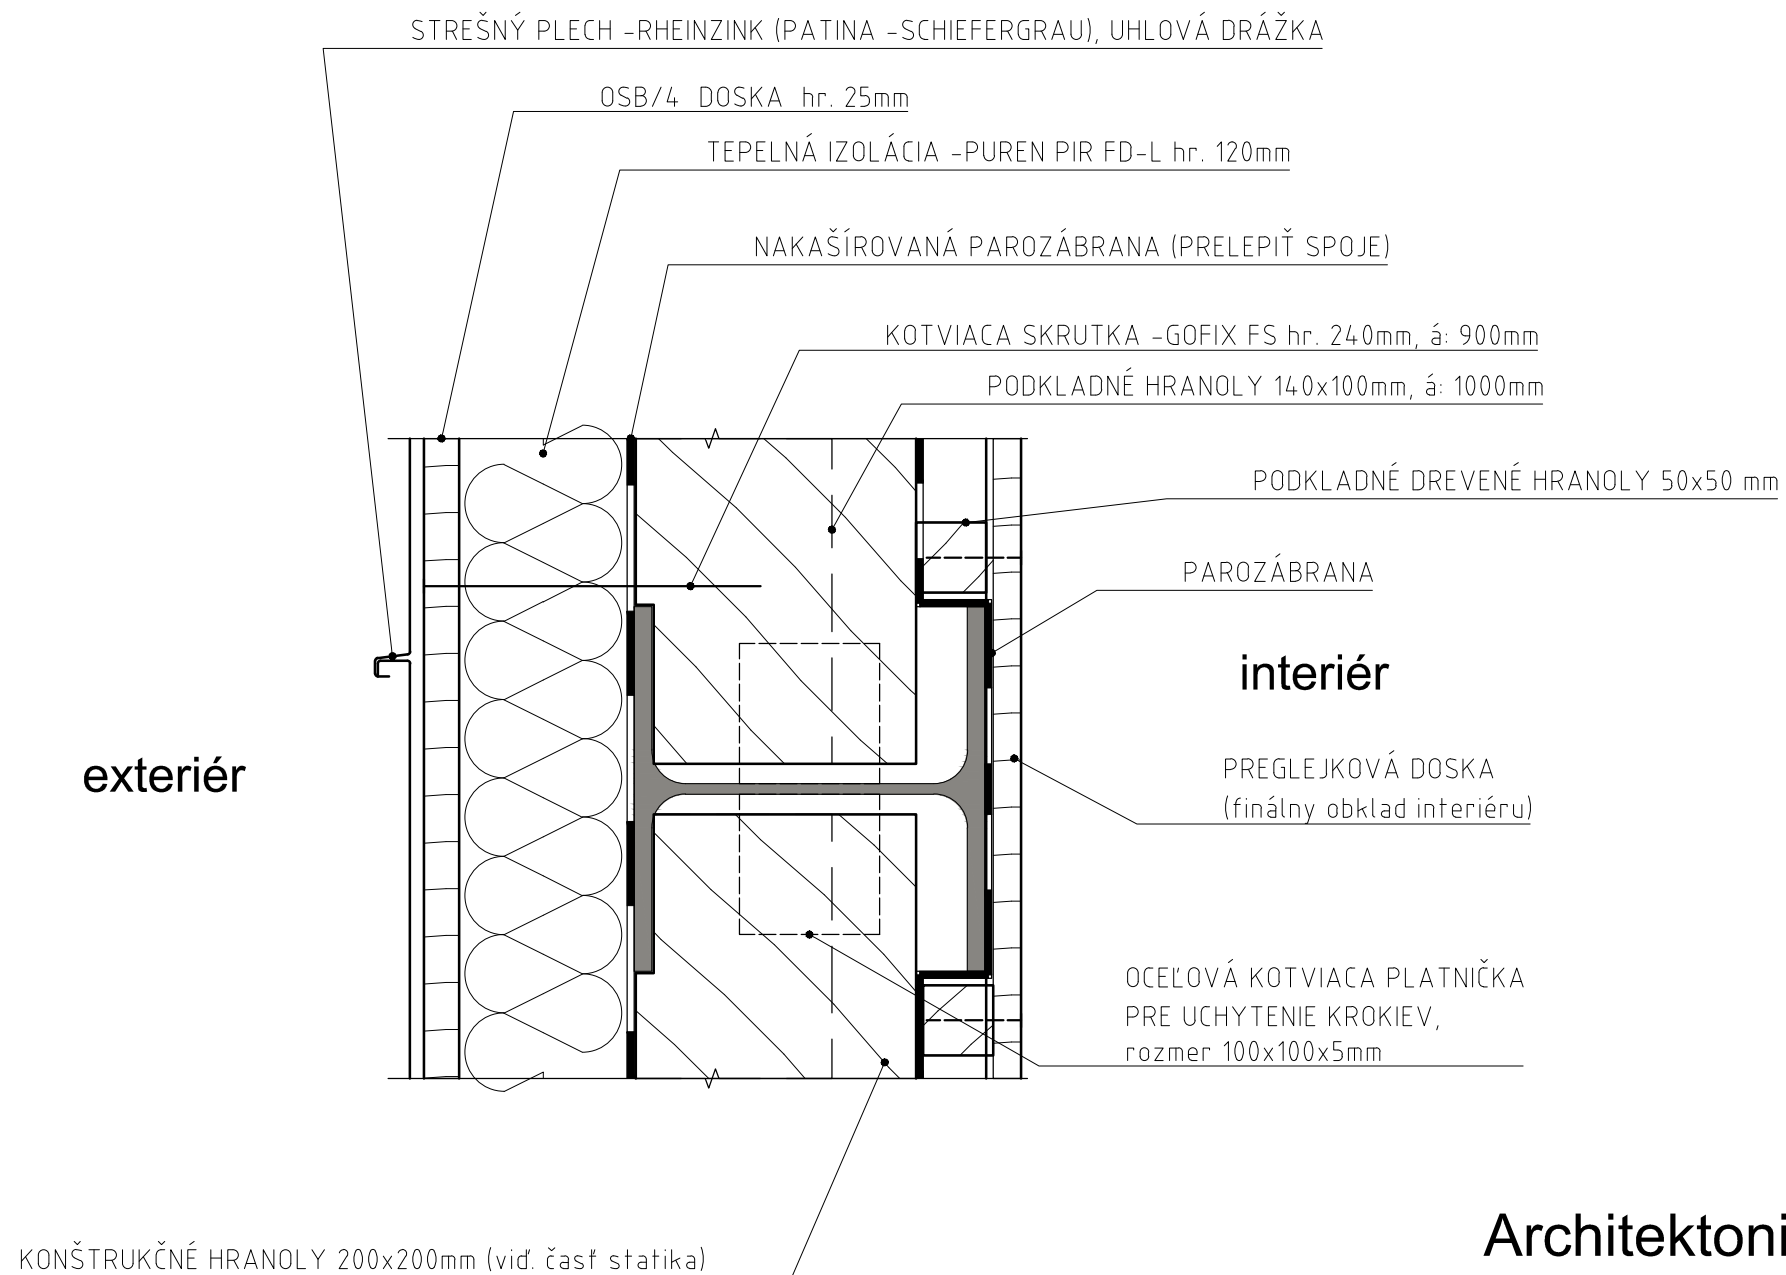 STREŠNÝ PLECH -RHEINZINK (PATINA -SCHIEFERGRAU), UHLOVÁ DRÁŽKA
OSB/4 DOSKA hr. 25mm
TEPELNÁ IZOLÁCIA -PUREN PIR FD-L hr. 120mm
NAKAŠÍROVANÁ PAROZÁBRANA (PRELEPIŤ SPOJE)
KOTVIACA SKRUTKA -GOFIX FS hr. 240mm, á: 900mm
PODKLADNÉ HRANOLY 140x100mm, á: 1000mm
PODKLADNÉ DREVENÉ HRANOLY 50x50 mm
PAROZÁBRANA
interiér
exteriér
PREGLEJKOVÁ DOSKA
(finálny obklad interiéru)
OCEĽOVÁ KOTVIACA PLATNIČKA
PRE UCHYTENIE KROKIEV,
rozmer 100x100x5mm
Architektoni
KONŠTRUKČNÉ HRANOLY 200x200mm (viď. časť statika)